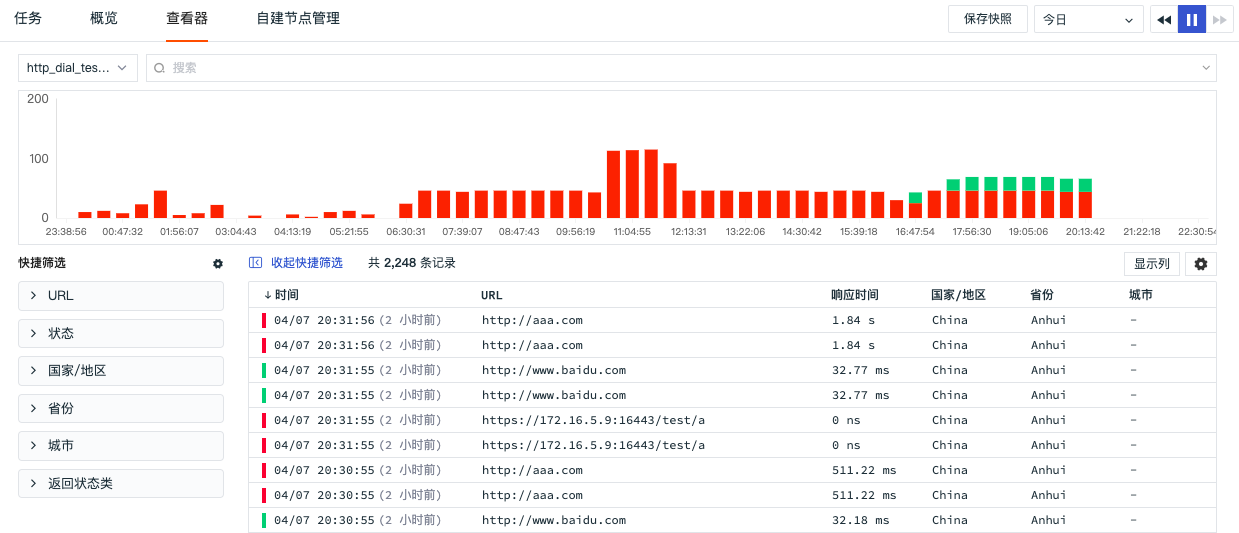 任务 概览 查看器 自建节点管理 保存快照 今日
http_dial_tes... 搜索
200
100
0
23:38:56 00:47:32 01:56:07 03:04:43 04:13:19 05:21:55 06:30:31 07:39:07 08:47:43 09:56:19 11:04:55 12:13:31 13:22:06 14:30:42 15:39:18 16:47:54 17:56:30 19:05:06 20:13:42 21:22:18 22:30:54
快捷筛选 收起快捷筛选 共 2,248 条记录 显示列
URL
状态
国家/地区
省份
城市
返回状态类
↓时间 URL 响应时间 国家/地区 省份 城市
04/07 20:31:56 (2 小时前) http://aaa.com 1.84 s China Anhui -
04/07 20:31:56 (2 小时前) http://aaa.com 1.84 s China Anhui -
04/07 20:31:55 (2 小时前) http://www.baidu.com 32.77 ms China Anhui -
04/07 20:31:55 (2 小时前) http://www.baidu.com 32.77 ms China Anhui -
04/07 20:31:55 (2 小时前) https://172.16.5.9:16443/test/a 0 ns China Anhui -
04/07 20:31:55 (2 小时前) https://172.16.5.9:16443/test/a 0 ns China Anhui -
04/07 20:30:55 (2 小时前) http://aaa.com 511.22 ms China Anhui -
04/07 20:30:55 (2 小时前) http://aaa.com 511.22 ms China Anhui -
04/07 20:30:55 (2 小时前) http://www.baidu.com 32.18 ms China Anhui -